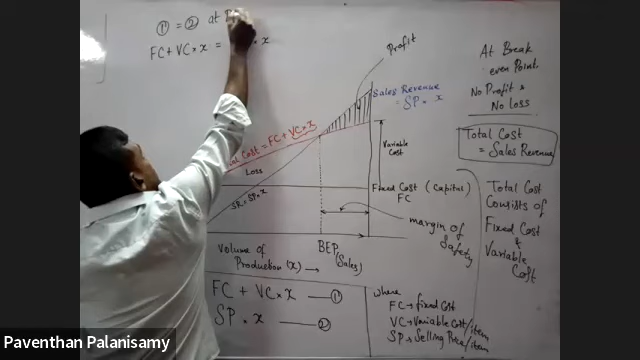 ① = ② at
FC + VC * x = * x
Profit
At Break
even Point,
No Profit &
No Loss
Total Cost
= Sales Revenue
Sales Revenue
= SP * x
Cost = FC + VC * x
Loss
SR = SP * x
Variable
Cost
Fixed Cost (Capital)
FC
margin of
Safety
Total Cost
Consists of
Fixed Cost
&
Variable
Cost
Volume of
Production (x) →
BEP
(Sales)
FC + VC * x — ①
SP * x — ②
where
FC → fixed Cost
VC → Variable Cost/item
SP → Selling Price/item
Paventhan Palanisamy